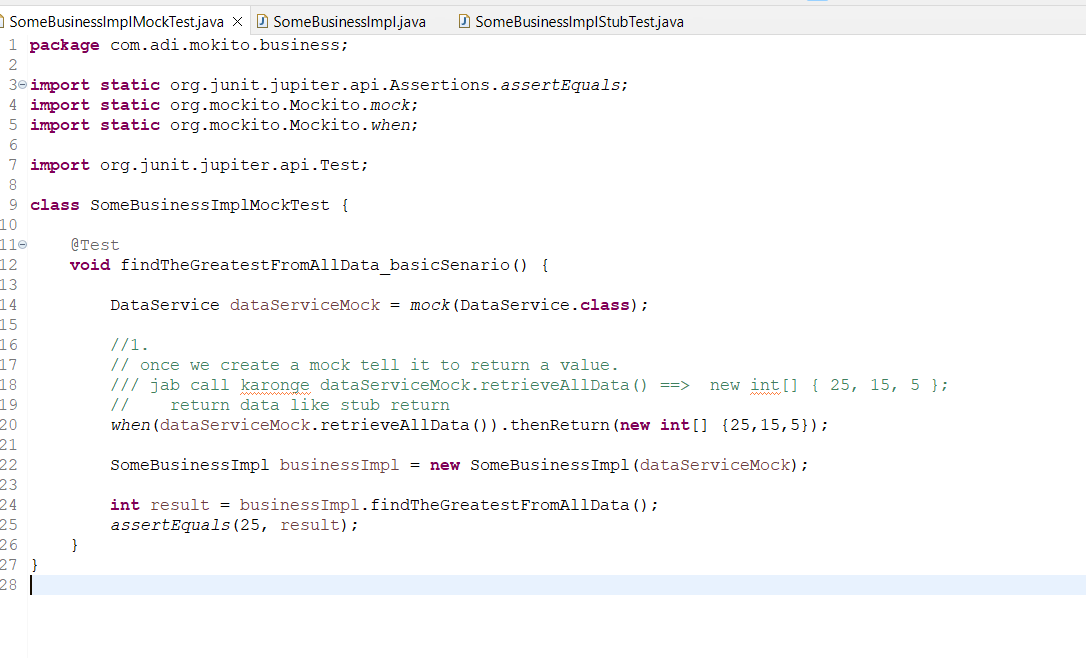 SomeBusinessImplMockTest.java SomeBusinessImpl.java SomeBusinessImplStubTest.java
1 package com.adi.mokito.business;
2
3 import static org.junit.jupiter.api.Assertions.assertEquals;
4 import static org.mockito.Mockito.mock;
5 import static org.mockito.Mockito.when;
6
7 import org.junit.jupiter.api.Test;
8
9 class SomeBusinessImplMockTest {
10
11     @Test
12     void findTheGreatestFromAllData_basicSenario() {
13
14         DataService dataServiceMock = mock(DataService.class);
15
16         //1.
17         // once we create a mock tell it to return a value.
18         /// jab call karonge dataServiceMock.retrieveAllData() ==>  new int[] { 25, 15, 5 };
19         //    return data like stub return
20         when(dataServiceMock.retrieveAllData()).thenReturn(new int[] {25,15,5});
21
22         SomeBusinessImpl businessImpl = new SomeBusinessImpl(dataServiceMock);
23
24         int result = businessImpl.findTheGreatestFromAllData();
25         assertEquals(25, result);
26     }
27 }
28